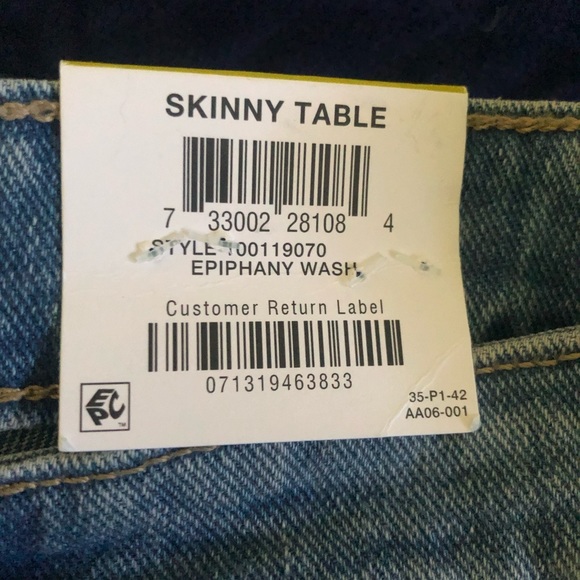 SKINNY TABLE
7 33002 28108 4
STYLE-100119070
EPIPHANY WASH
Customer Return Label
071319463833
EPC™
35-P1-42
AA06-001